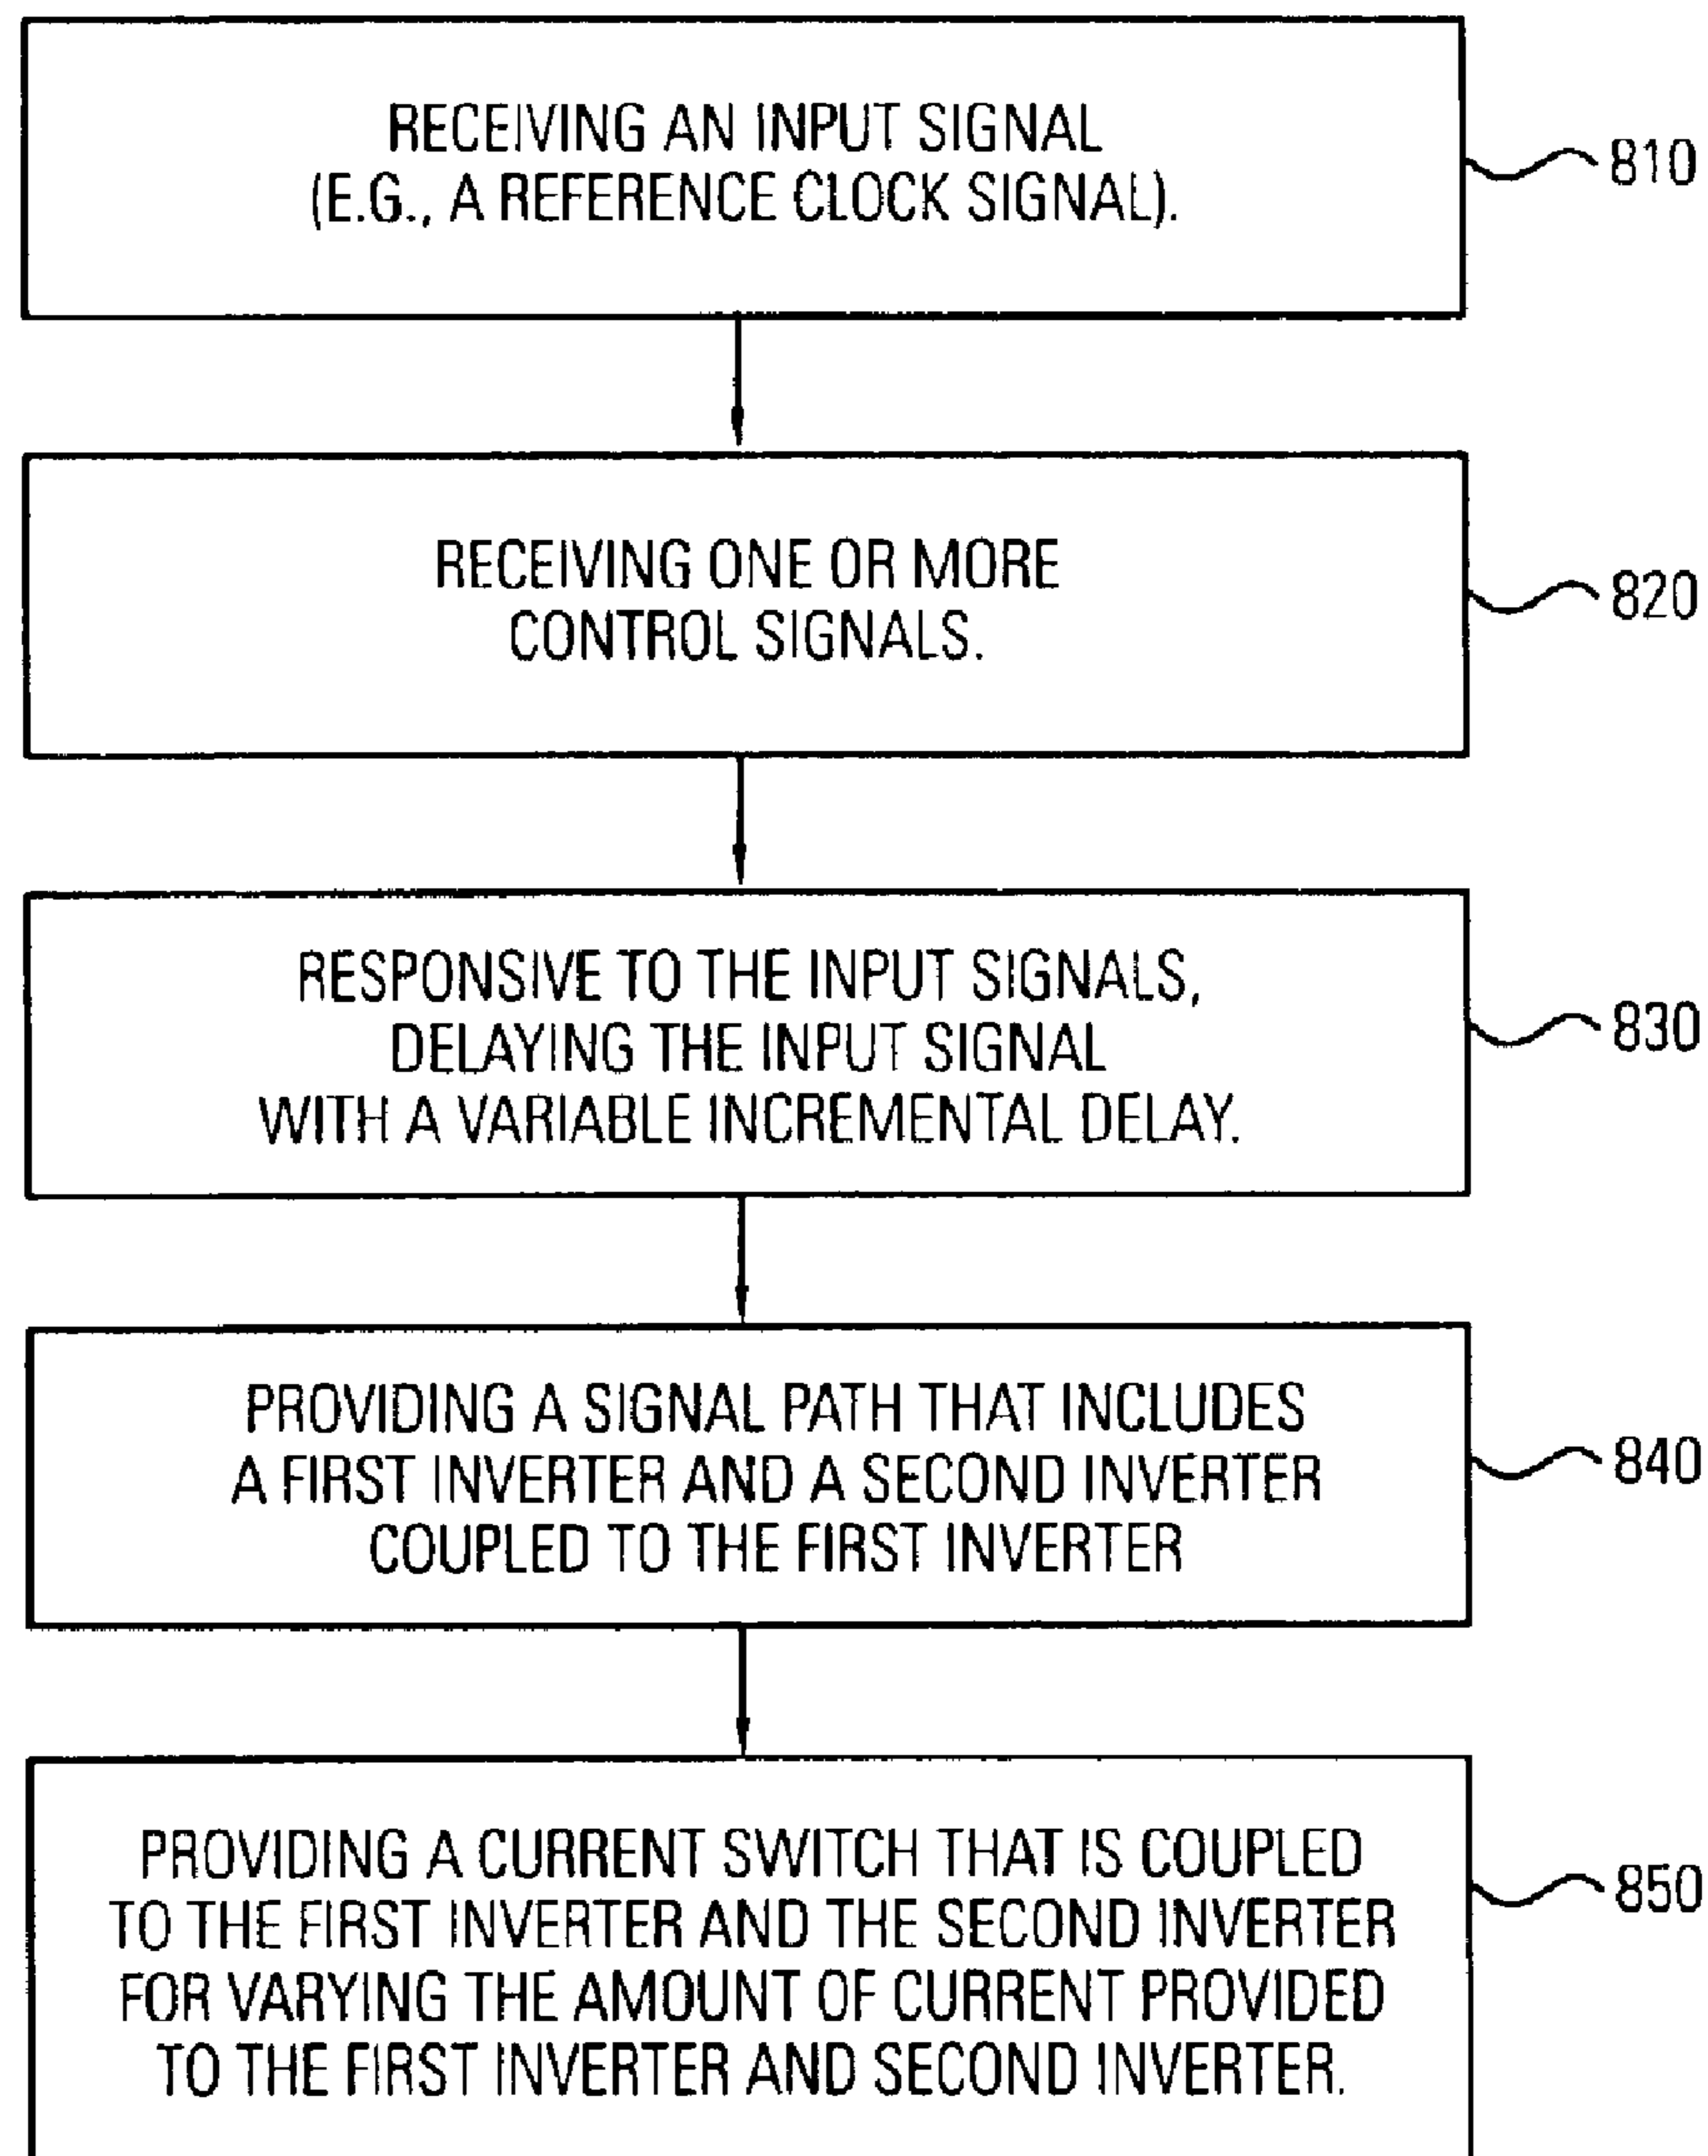 RECEIVING AN INPUT SIGNAL
(E.G., A REFERENCE CLOCK SIGNAL).
810
RECEIVING ONE OR MORE
CONTROL SIGNALS.
820
RESPONSIVE TO THE INPUT SIGNALS,
DELAYING THE INPUT SIGNAL
WITH A VARIABLE INCREMENTAL DELAY.
830
PROVIDING A SIGNAL PATH THAT INCLUDES
A FIRST INVERTER AND A SECOND INVERTER
COUPLED TO THE FIRST INVERTER
840
PROVIDING A CURRENT SWITCH THAT IS COUPLED
TO THE FIRST INVERTER AND THE SECOND INVERTER
FOR VARYING THE AMOUNT OF CURRENT PROVIDED
TO THE FIRST INVERTER AND SECOND INVERTER.
850